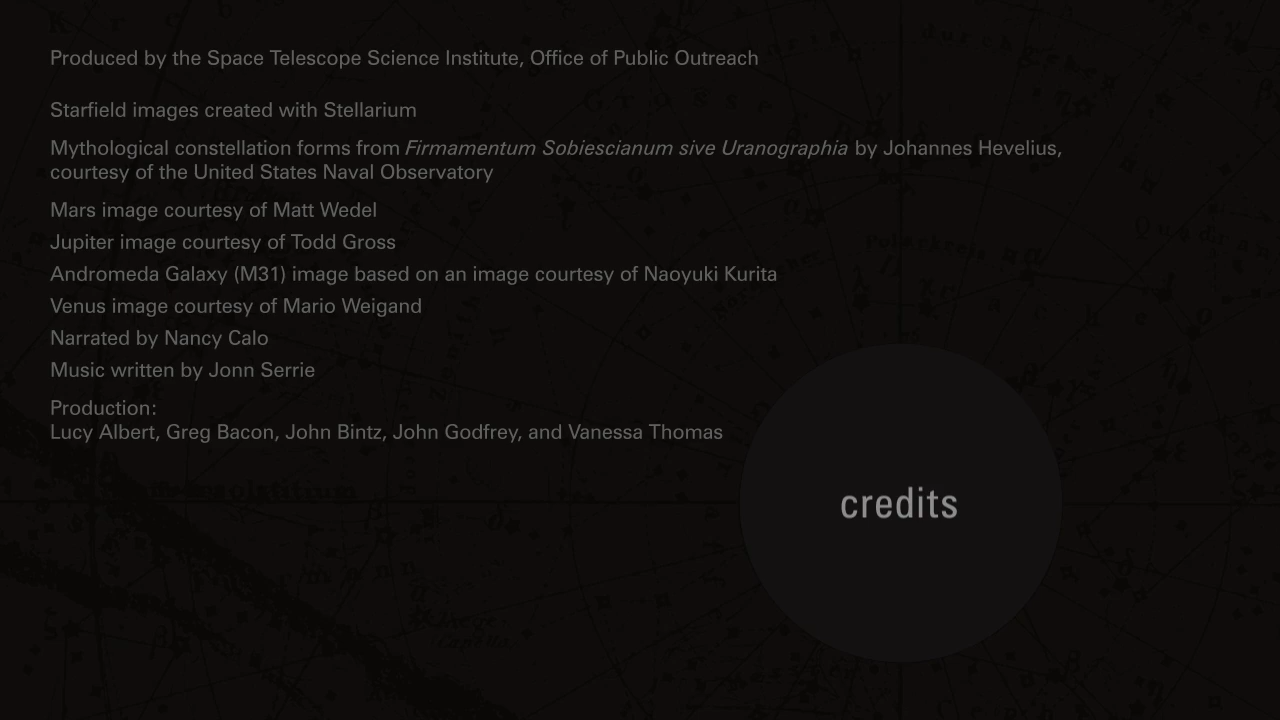 Produced by the Space Telescope Science Institute, Office of Public Outreach
Starfield images created with Stellarium
Mythological constellation forms from Firmamentum Sobiescianum sive Uranographia by Johannes Hevelius,
courtesy of the United States Naval Observatory
Mars image courtesy of Matt Wedel
Jupiter image courtesy of Todd Gross
Andromeda Galaxy (M31) image based on an image courtesy of Naoyuki Kurita
Venus image courtesy of Mario Weigand
Narrated by Nancy Calo
Music written by Jonn Serrie
Production:
Lucy Albert, Greg Bacon, John Bintz, John Godfrey, and Vanessa Thomas
credits